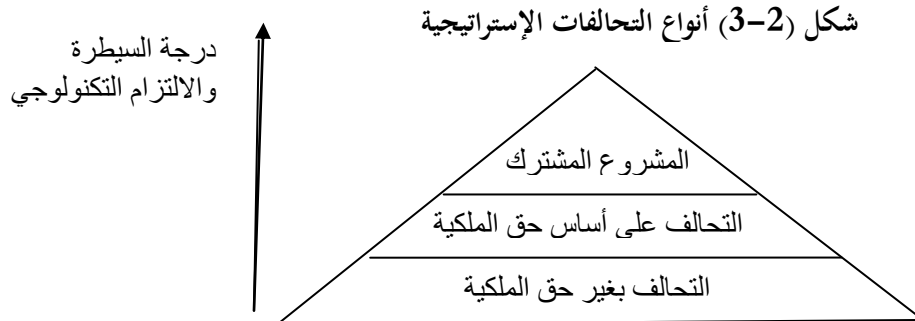 شكل (2-3) أنواع التحالفات الإستراتيجية
درجة السيطرة
والالتزام التكنولوجي
المشروع المشترك
التحالف على أساس حق الملكية
التحالف بغير حق الملكية